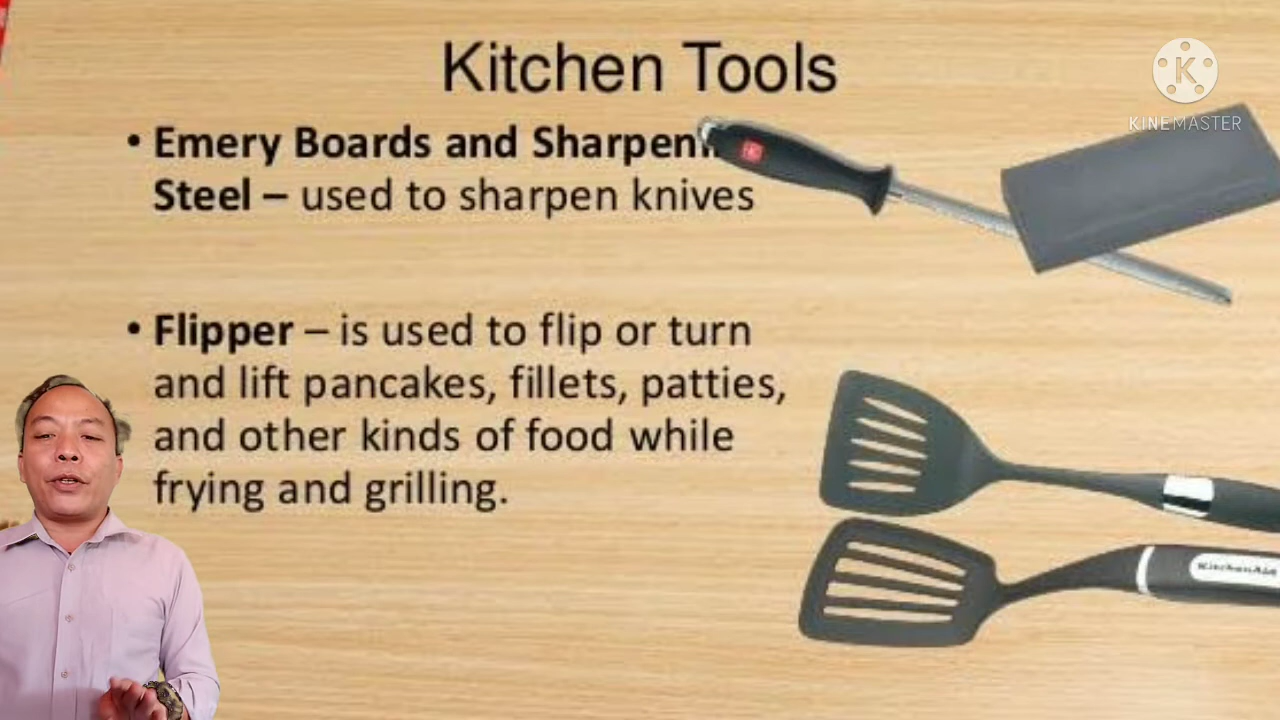 Kitchen Tools
KINEMASTER
• Emery Boards and Sharpen
Steel – used to sharpen knives
• Flipper – is used to flip or turn
and lift pancakes, fillets, patties,
and other kinds of food while
frying and grilling.
KitchenAid